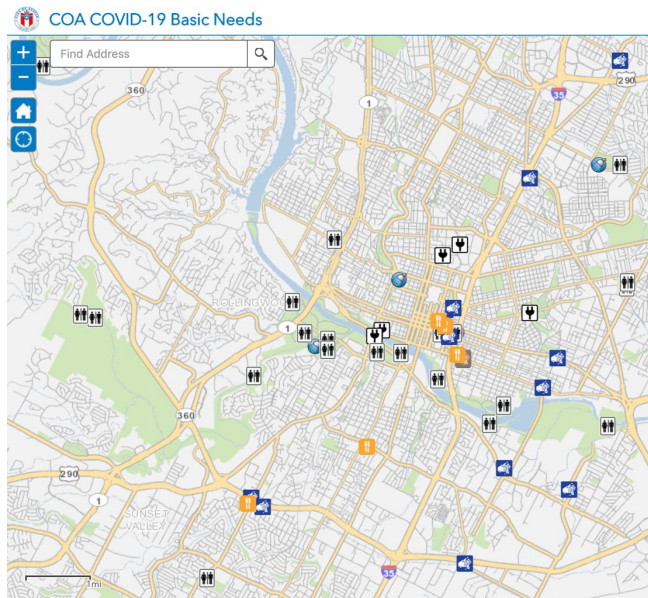 COA COVID-19 Basic Needs
+
Find Address
−
290
360
1
35
ROLLINGWOOD
1
360
290
1
SUNSET
VALLEY
35
1mi